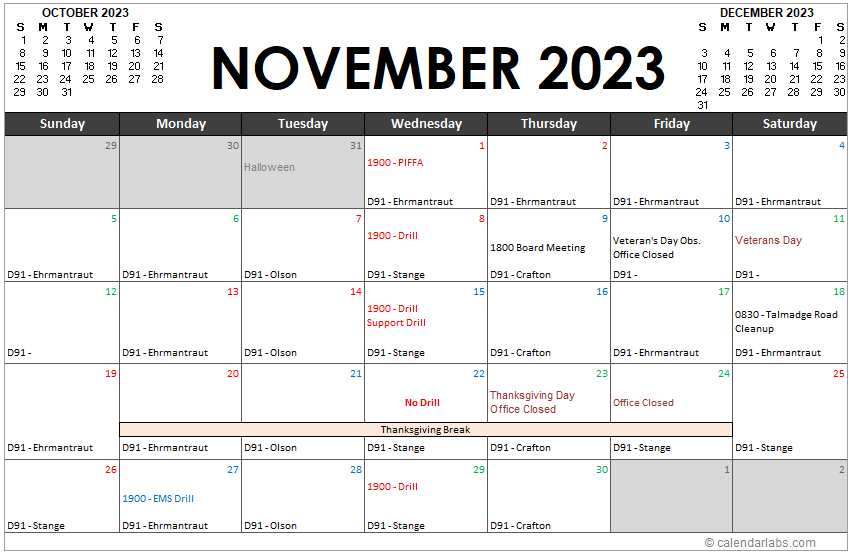 OCTOBER 2023
S M T W T F S
1 2 3 4 5 6 7
8 9 10 11 12 13 14
15 16 17 18 19 20 21
22 23 24 25 26 27 28
29 30 31
NOVEMBER 2023
DECEMBER 2023
S M T W T F S
1 2
3 4 5 6 7 8 9
10 11 12 13 14 15 16
17 18 19 20 21 22 23
24 25 26 27 28 29 30
31
Sunday Monday Tuesday Wednesday Thursday Friday Saturday
29 30 31 1 2 3 4
Halloween 1900 - PIFFA
D91 - Ehrmantraut D91 - Ehrmantraut D91 - Ehrmantraut D91 - Ehrmantraut
5 6 7 8 9 10 11
1900 - Drill 1800 Board Meeting Veteran's Day Obs. Veterans Day
Office Closed
D91 - Ehrmantraut D91 - Ehrmantraut D91 - Olson D91 - Stange D91 - Crafton D91 - D91 -
12 13 14 15 16 17 18
1900 - Drill 0830 - Talmadge Road
Support Drill Cleanup
D91 - D91 - Ehrmantraut D91 - Olson D91 - Stange D91 - Crafton D91 - Ehrmantraut D91 - Ehrmantraut
19 20 21 22 23 24 25
No Drill Thanksgiving Day Office Closed
Office Closed
Thanksgiving Break
D91 - Ehrmantraut D91 - Ehrmantraut D91 - Olson D91 - Stange D91 - Crafton D91 - Stange D91 - Stange
26 27 28 29 30 1 2
1900 - EMS Drill 1900 - Drill
D91 - Stange D91 - Ehrmantraut D91 - Olson D91 - Stange D91 - Crafton
© calendarlabs.com